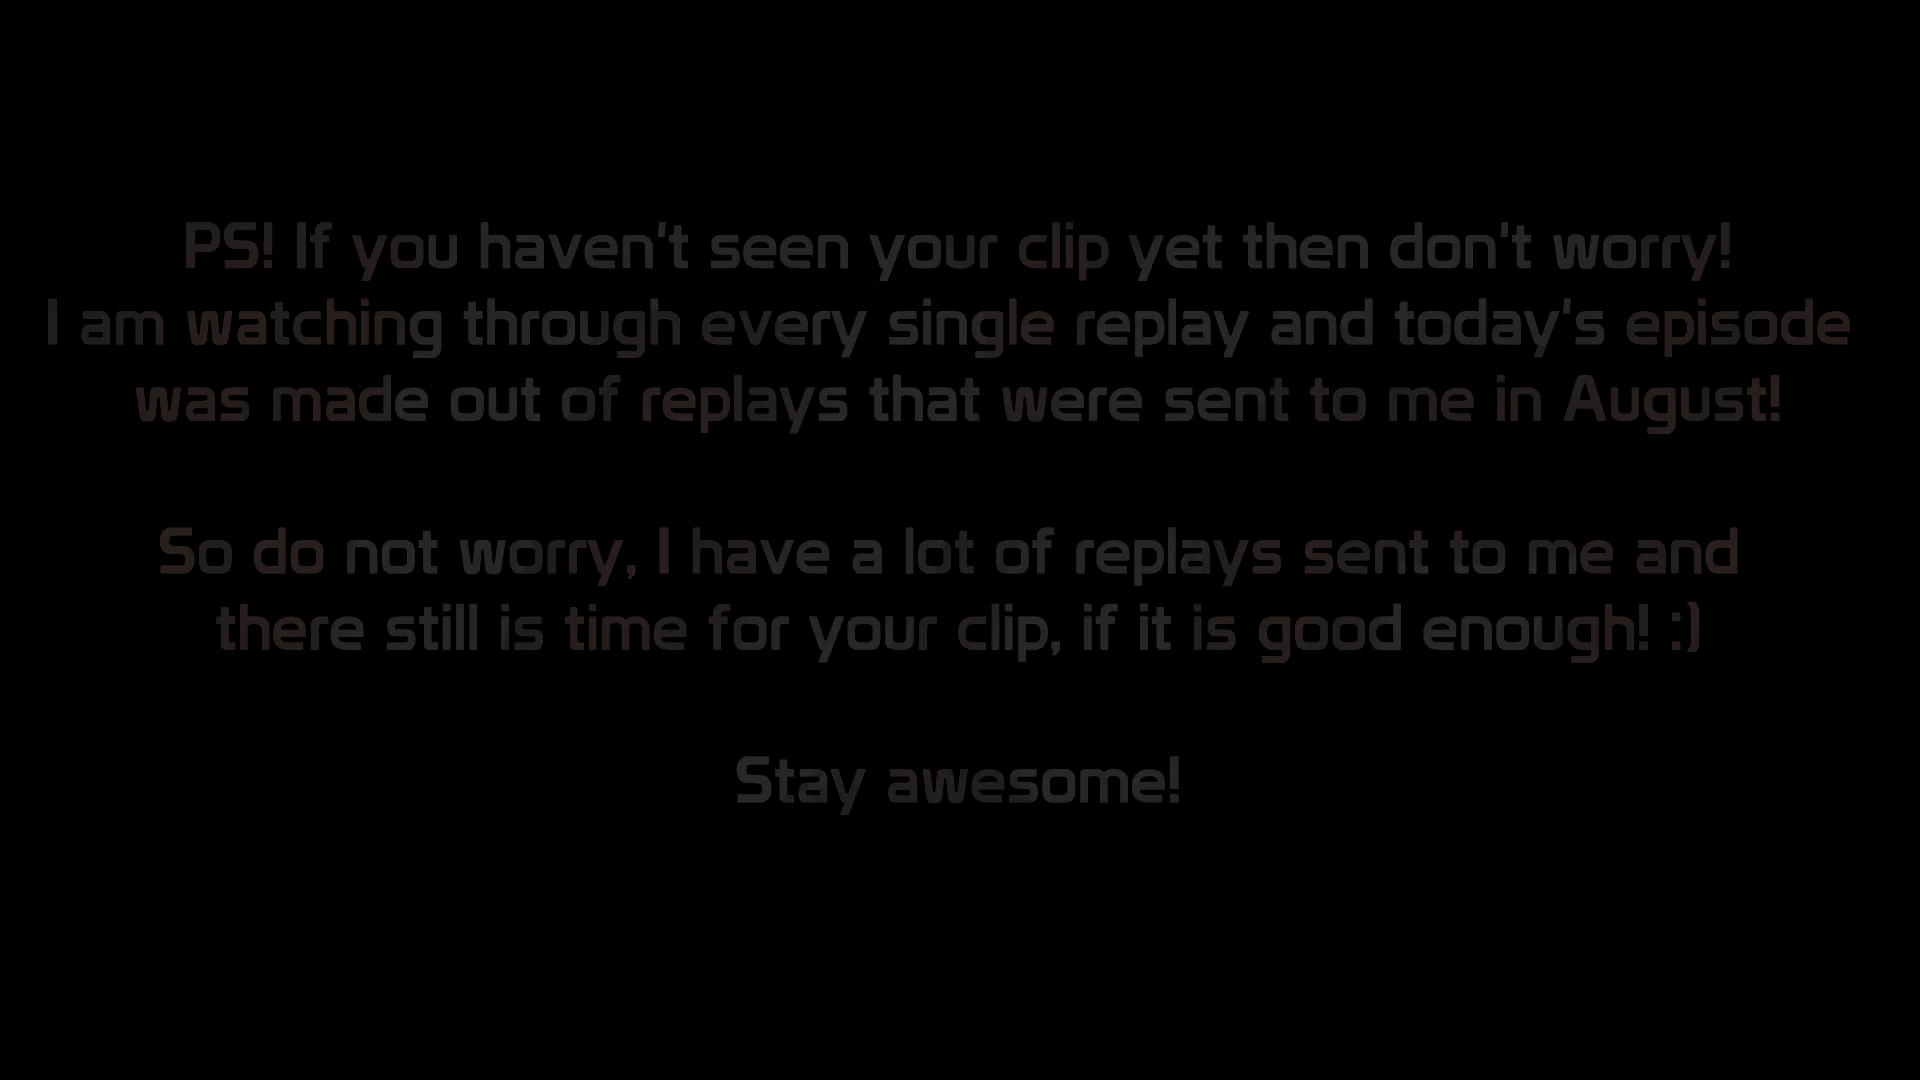 PS! If you haven't seen your clip yet then don't worry!
I am watching through every single replay and today's episode
was made out of replays that were sent to me in August!
So do not worry, I have a lot of replays sent to me and
there still is time for your clip, if it is good enough! :)
Stay awesome!